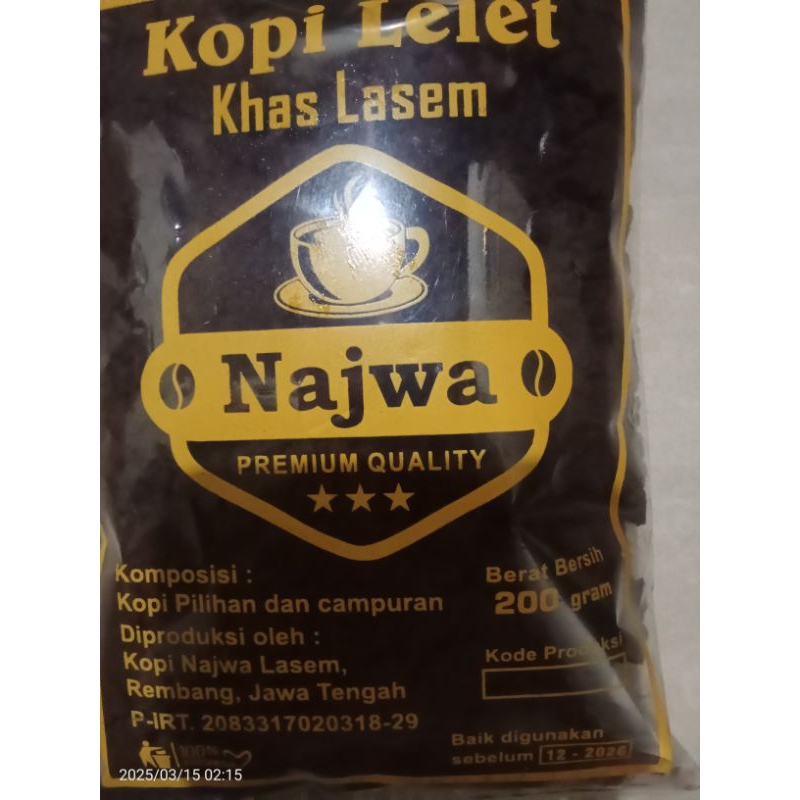 Kopi Lelet
Khas Lasem
Najwa
PREMIUM QUALITY
Komposisi :
Kopi Pilihan dan campuran
Diproduksi oleh :
Kopi Najwa Lasem,
Rembang, Jawa Tengah
P-IRT. 2083317020318-29
100%
Berat Bersih
200 gram
Kode Produksi
Baik digunakan
sebelum 12 - 2026
2025/03/15 02:15